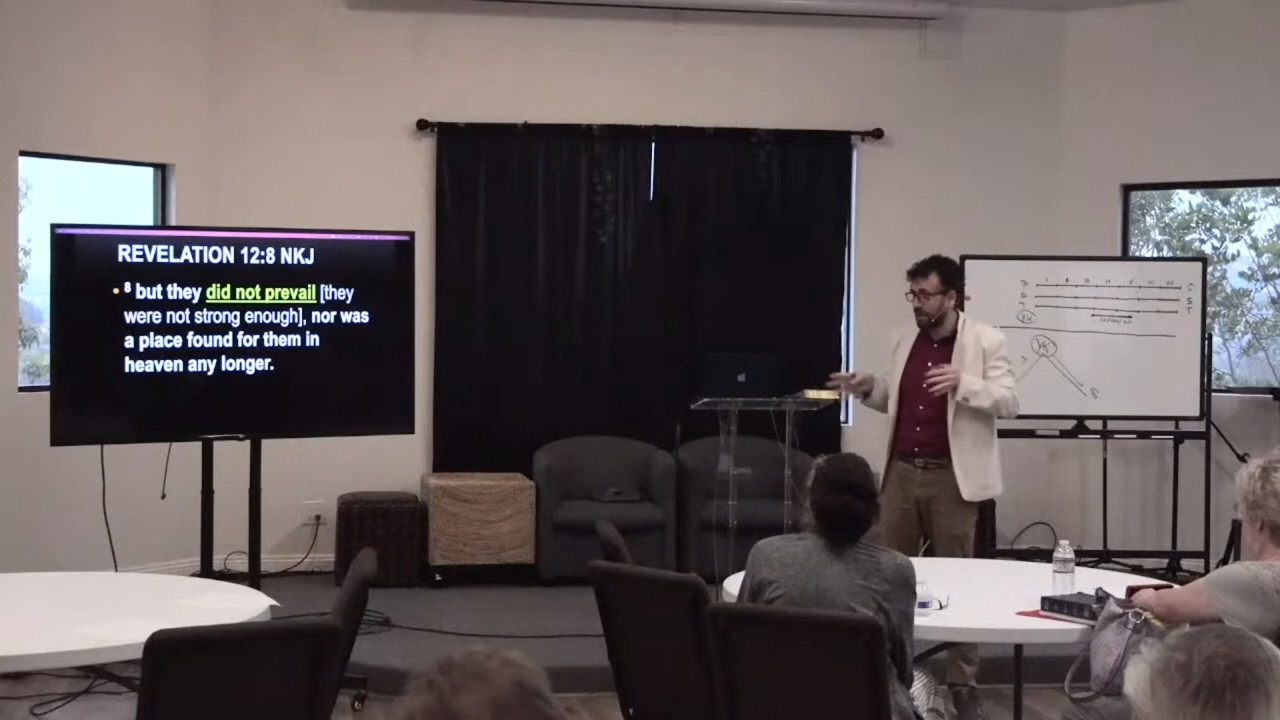 REVELATION 12:8 NKJ
• 8 but they did not prevail [they
were not strong enough], nor was
a place found for them in
heaven any longer.